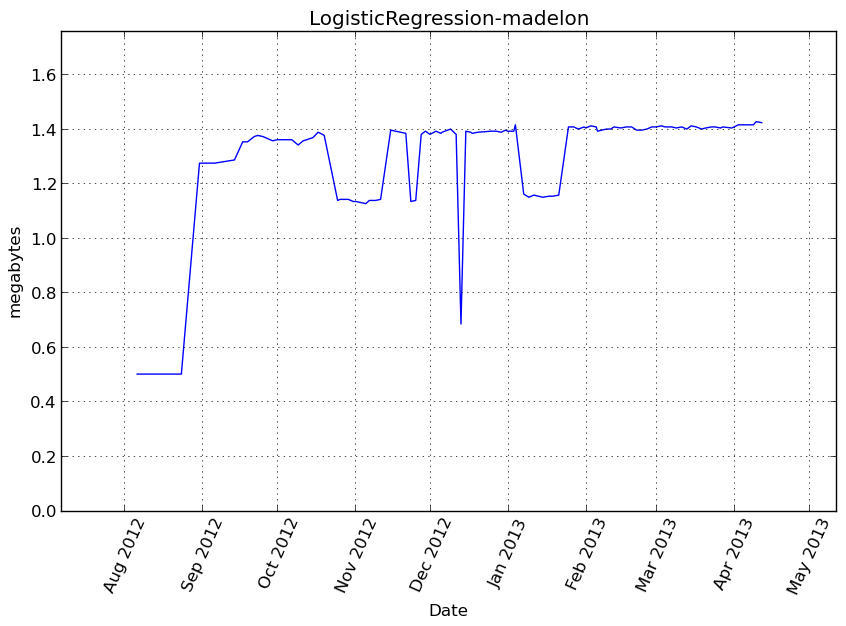 LogisticRegression-madelon
megabytes
1.6
1.4
1.2
1.0
0.8
0.6
0.4
0.2
0.0
Aug 2012
Sep 2012
Oct 2012
Nov 2012
Dec 2012
Jan 2013
Feb 2013
Mar 2013
Apr 2013
May 2013
Date